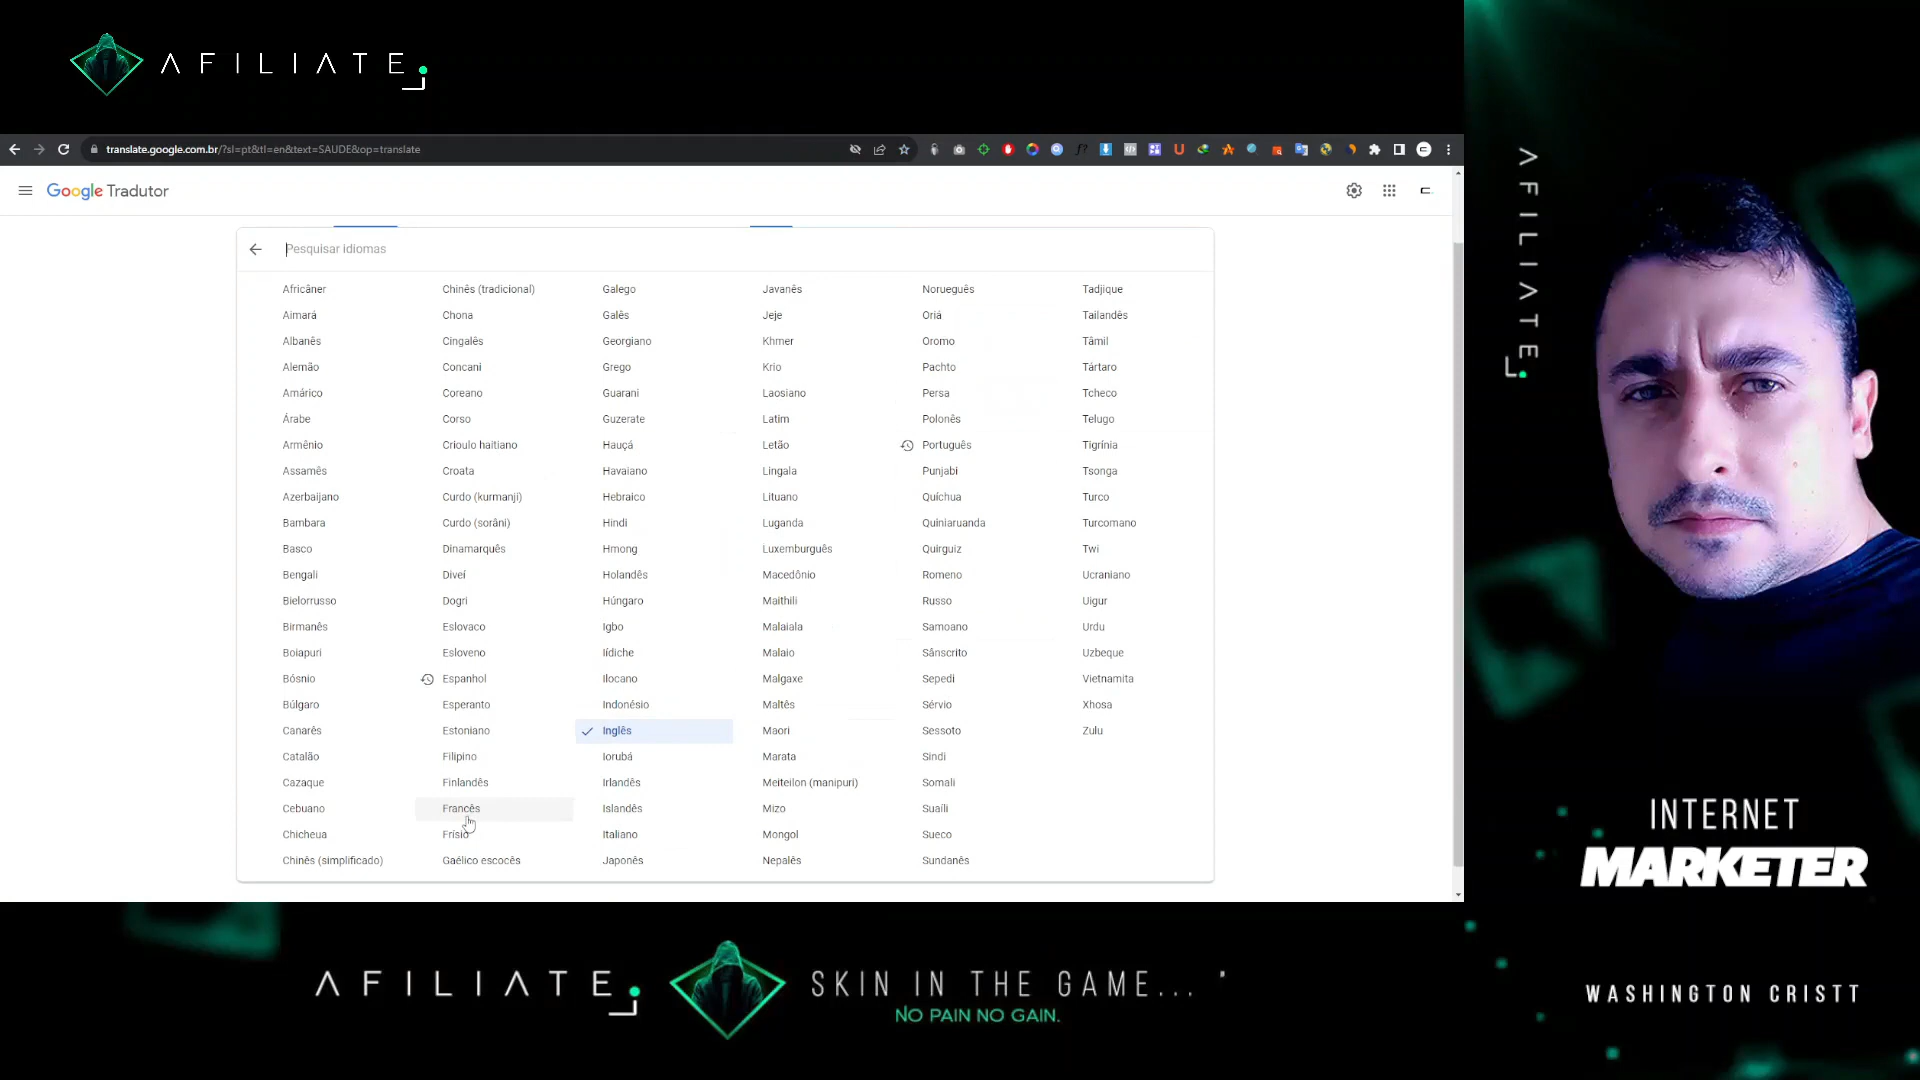 AFILIATE
translate.google.com.br/?sl=pt&tl=en&text=SAUDE&op=translate
Google Tradutor
Pesquisar idiomas
Africâner
Aimará
Albanês
Alemão
Amárico
Árabe
Armênio
Assamês
Azerbaijano
Bambara
Basco
Bengali
Bielorrusso
Birmanês
Boiapuri
Bósnio
Búlgaro
Canarês
Catalão
Cazaque
Cebuano
Chicheua
Chinês (simplificado)
Chinês (tradicional)
Chona
Cingalês
Concani
Coreano
Corso
Crioulo haitiano
Croata
Curdo (kurmanji)
Curdo (sorâni)
Dinamarquês
Diveí
Dogri
Eslovaco
Esloveno
Espanhol
Esperanto
Estoniano
Filipino
Finlandês
Francês
Frísio
Gaélico escocês
Galego
Galês
Georgiano
Grego
Guarani
Guzerate
Hauçá
Havaiano
Hebraico
Hindi
Hmong
Holandês
Húngaro
Igbo
Iídiche
Ilocano
Indonésio
Inglês
Iorubá
Irlandês
Islandês
Italiano
Japonês
Javanês
Jeje
Khmer
Krio
Laosiano
Latim
Letão
Lingala
Lituano
Luganda
Luxemburguês
Macedônio
Maithili
Malaiala
Malaio
Malgaxe
Maltês
Maori
Marata
Meiteilon (manipuri)
Mizo
Mongol
Nepalês
Norueguês
Oriá
Oromo
Pachto
Persa
Polonês
Português
Punjabi
Quíchua
Quiniaruanda
Quirguiz
Romeno
Russo
Samoano
Sânscrito
Sepedi
Sérvio
Sessoto
Sindi
Somali
Suaíli
Sueco
Sundanês
Tadjique
Tailandês
Tâmil
Tártaro
Tcheco
Telugo
Tigrínia
Tsonga
Turco
Turcomano
Twi
Ucraniano
Uigur
Urdu
Uzbeque
Vietnamita
Xhosa
Zulu
AFILIATE
INTERNET
MARKETER
WASHINGTON CRISTT
AFILIATE
SKIN IN THE GAME... "
NO PAIN NO GAIN.